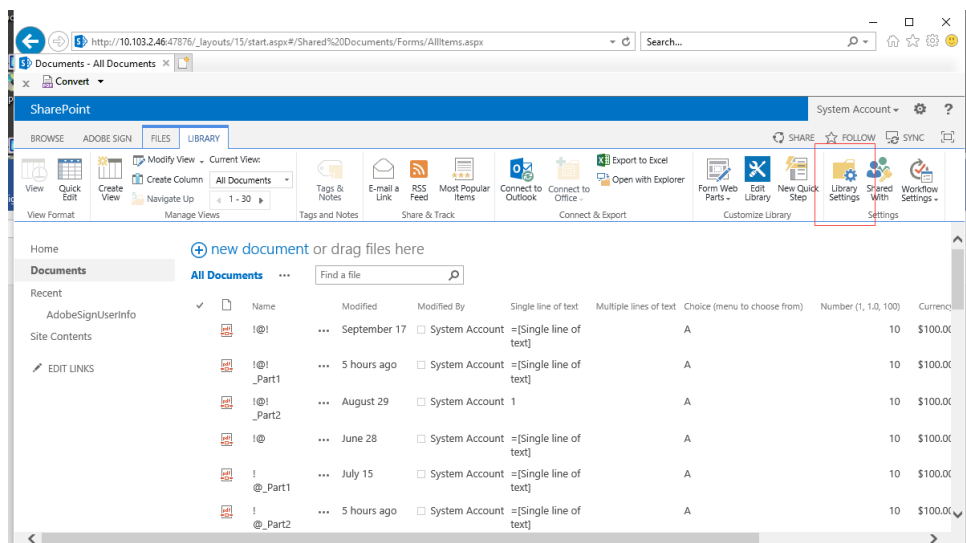 http://10.103.2.46:47876/_layouts/15/start.aspx#/Shared%20Documents/Forms/AllItems.aspx
Search...
Documents - All Documents
x Convert
SharePoint
System Account
?
BROWSE ADOBE SIGN FILES LIBRARY
SHARE FOLLOW SYNC
View
Quick Edit
View Format
Create View
Modify View
Create Column
Navigate Up
Current View:
All Documents
1 - 30
Manage Views
Tags & Notes
Tags and Notes
E-mail a Link
RSS Feed
Most Popular Items
Share & Track
Connect to Outlook
Connect to Office
Export to Excel
Open with Explorer
Connect & Export
Form Web Parts
Edit Library
New Quick Step
Customize Library
Library Settings
Shared With
Workflow Settings
Settings
Home
Documents
Recent
AdobeSignUserInfo
Site Contents
EDIT LINKS
new document or drag files here
All Documents ...
Find a file
Name Modified Modified By Single line of text Multiple lines of text Choice (menu to choose from) Number (1, 1.0, 100) Currency
!@! ... September 17 System Account =[Single line of text] A 10 $100.00
!@!_Part1 ... 5 hours ago System Account =[Single line of text] A 10 $100.00
!@!_Part2 ... August 29 System Account 1 A 10 $100.00
!@ ... June 28 System Account =[Single line of text] A 10 $100.00
!@_Part1 ... July 15 System Account =[Single line of text] A 10 $100.00
!@_Part2 ... 5 hours ago System Account =[Single line of text] A 10 $100.00